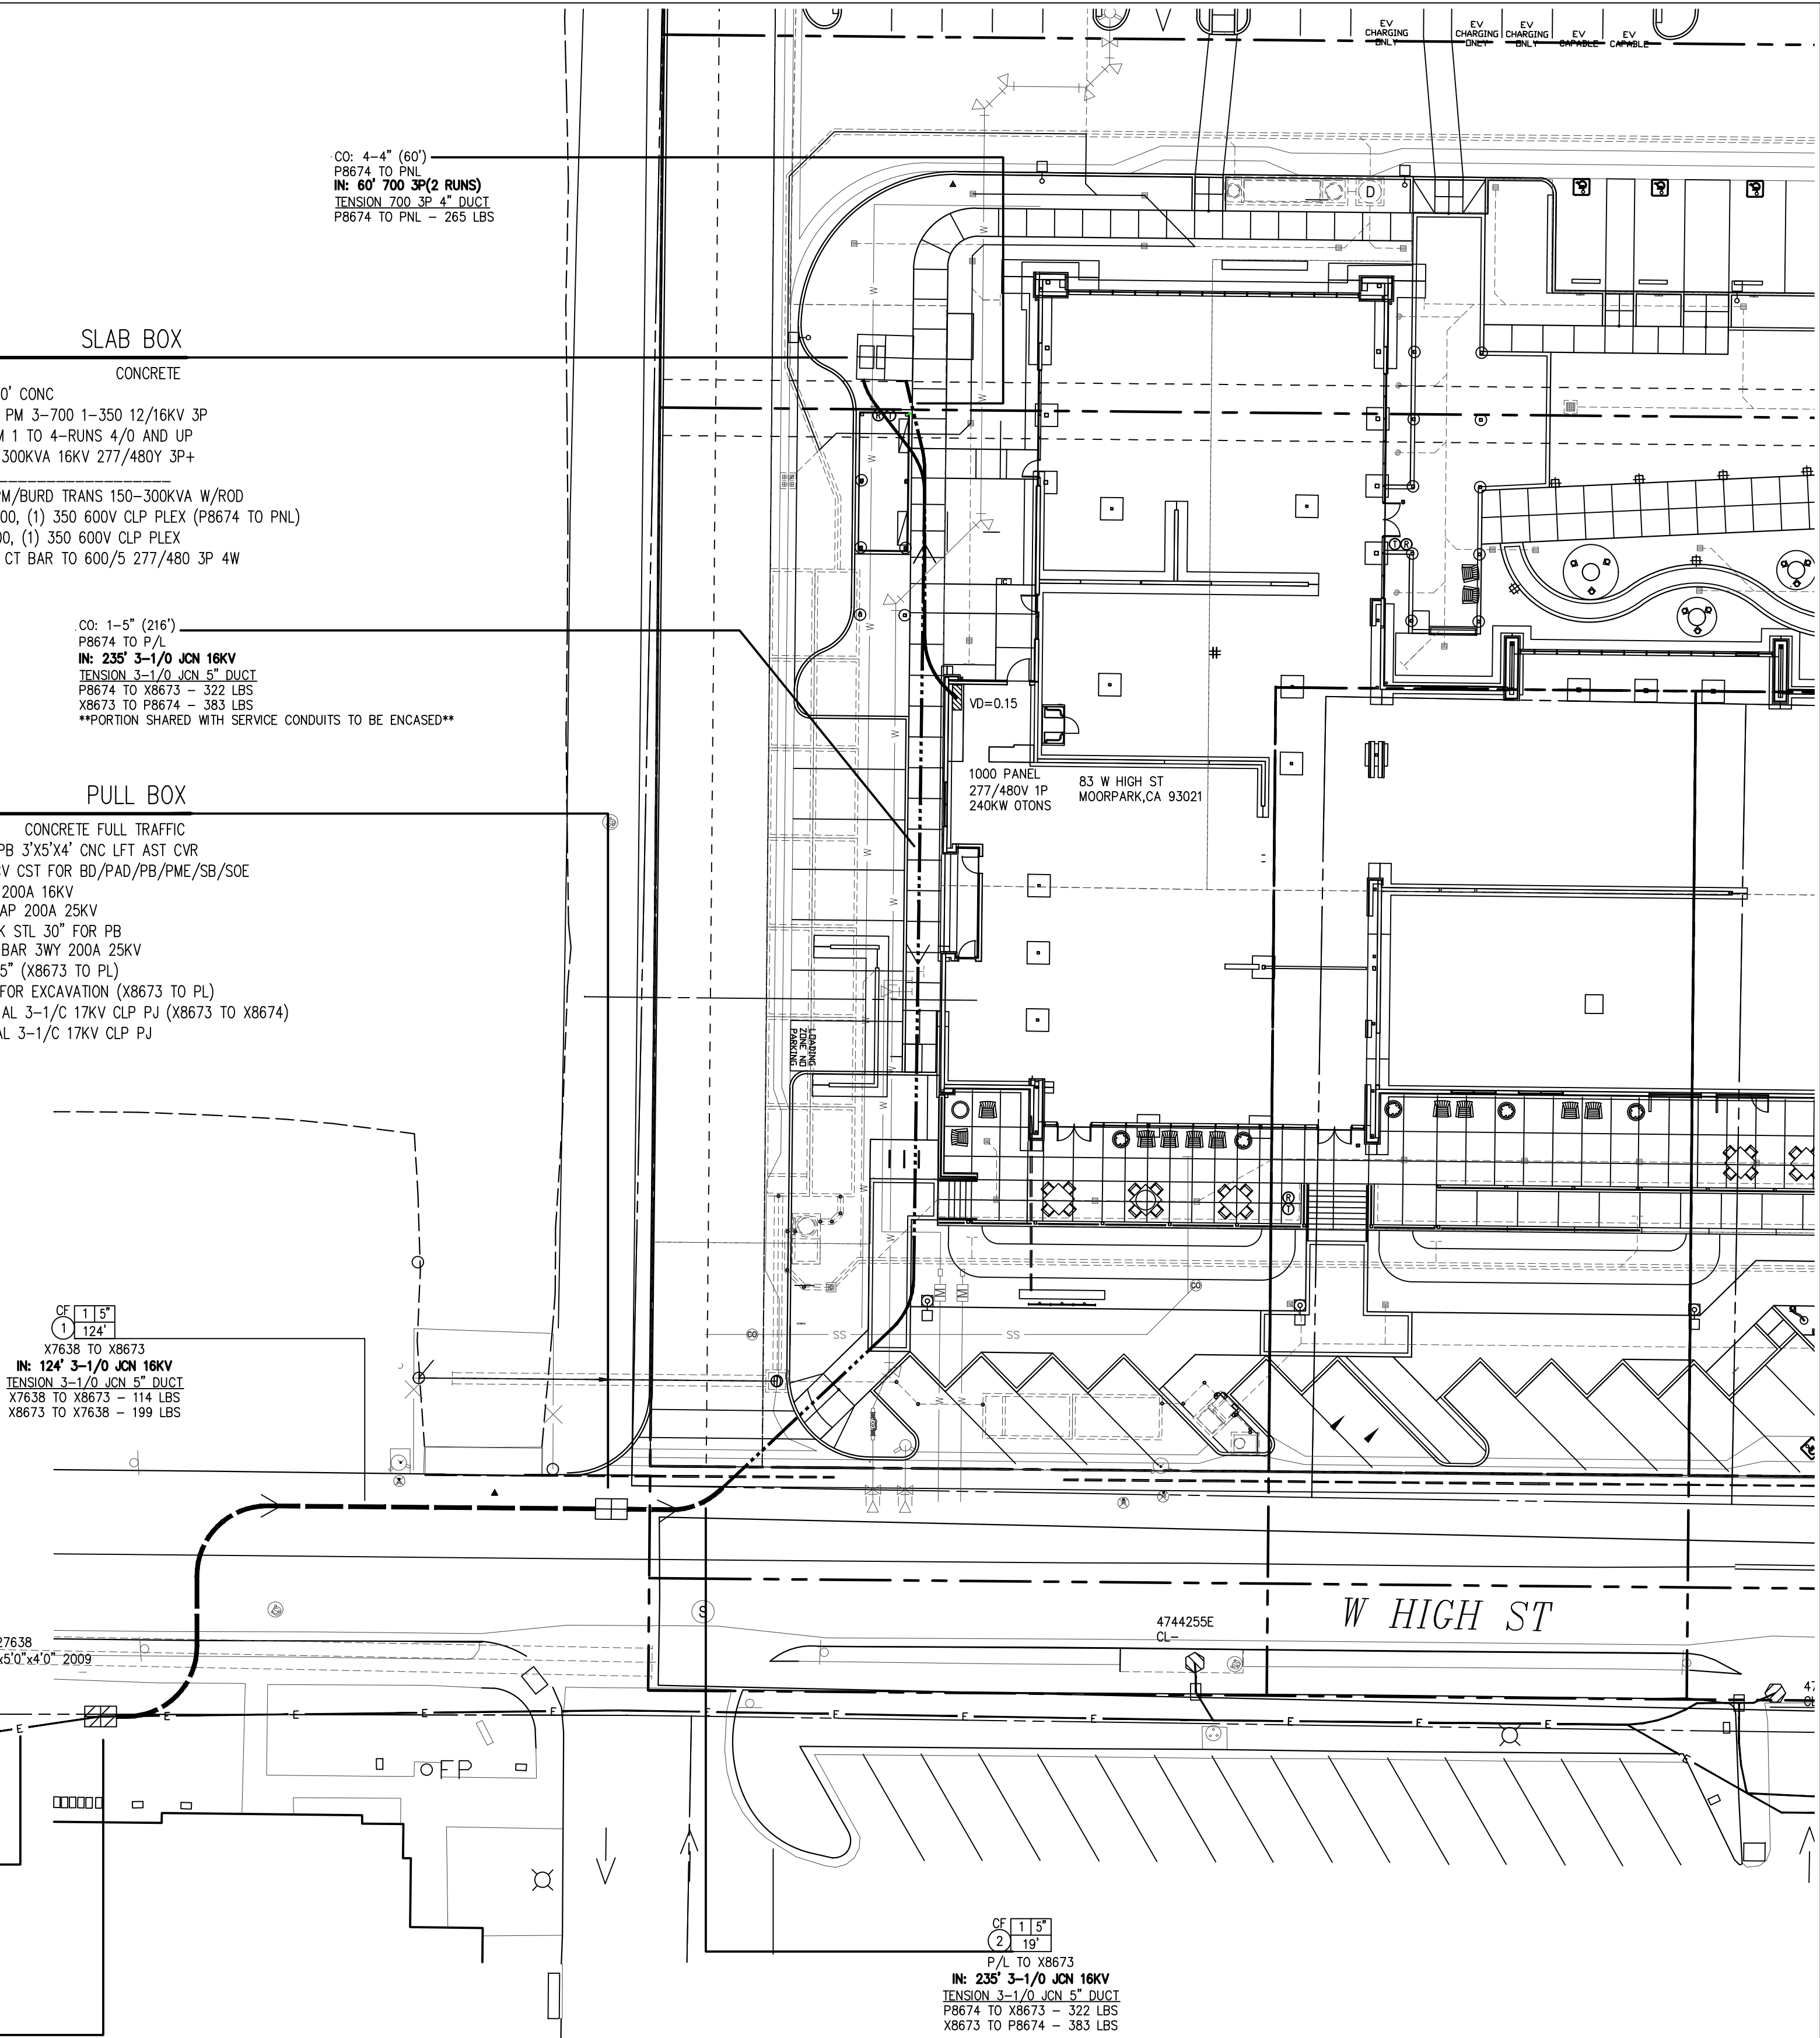 EV
CHARGING
ONLY
EV
CHARGING
ONLY
EV
CHARGING
ONLY
EV
CAPABLE
EV
CAPABLE
CO: 4-4" (60')
P8674 TO PNL
IN: 60' 700 3P(2 RUNS)
TENSION 700 3P 4" DUCT
P8674 TO PNL - 265 LBS
D
SLAB BOX
CONCRETE
0' CONC
PM 3-700 1-350 12/16KV 3P
M 1 TO 4-RUNS 4/0 AND UP
300KVA 16KV 277/480Y 3P+
PM/BURD TRANS 150-300KVA W/ROD
00, (1) 350 600V CLP PLEX (P8674 TO PNL)
00, (1) 350 600V CLP PLEX
CT BAR TO 600/5 277/480 3P 4W
R T
T R
CO: 1-5" (216')
P8674 TO P/L
IN: 235' 3-1/0 JCN 16KV
TENSION 3-1/0 JCN 5" DUCT
P8674 TO X8673 - 322 LBS
X8673 TO P8674 - 383 LBS
**PORTION SHARED WITH SERVICE CONDUITS TO BE ENCASED**
VD=0.15
1000 PANEL
277/480V 1P
240KW 0TONS
83 W HIGH ST
MOORPARK,CA 93021
PULL BOX
CONCRETE FULL TRAFFIC
PB 3'X5'X4' CNC LFT AST CVR
CV CST FOR BD/PAD/PB/PME/SB/SOE
200A 16KV
AP 200A 25KV
K STL 30" FOR PB
BAR 3WY 200A 25KV
5" (X8673 TO PL)
FOR EXCAVATION (X8673 TO PL)
AL 3-1/C 17KV CLP PJ (X8673 TO X8674)
AL 3-1/C 17KV CLP PJ
LOADING
ZONE NO
PARKING
R
T
CO
M M
CO SS SS
CF 1 5"
1 124'
X7638 TO X8673
IN: 124' 3-1/0 JCN 16KV
TENSION 3-1/0 JCN 5" DUCT
X7638 TO X8673 - 114 LBS
X8673 TO X7638 - 199 LBS
S
4744255E
CL-
W HIGH ST
27638
x5'0"x4'0" 2009
47
CL
E E E E E E E E E E E E
FP
CF 1 5"
2 19'
P/L TO X8673
IN: 235' 3-1/0 JCN 16KV
TENSION 3-1/0 JCN 5" DUCT
P8674 TO X8673 - 322 LBS
X8673 TO P8674 - 383 LBS